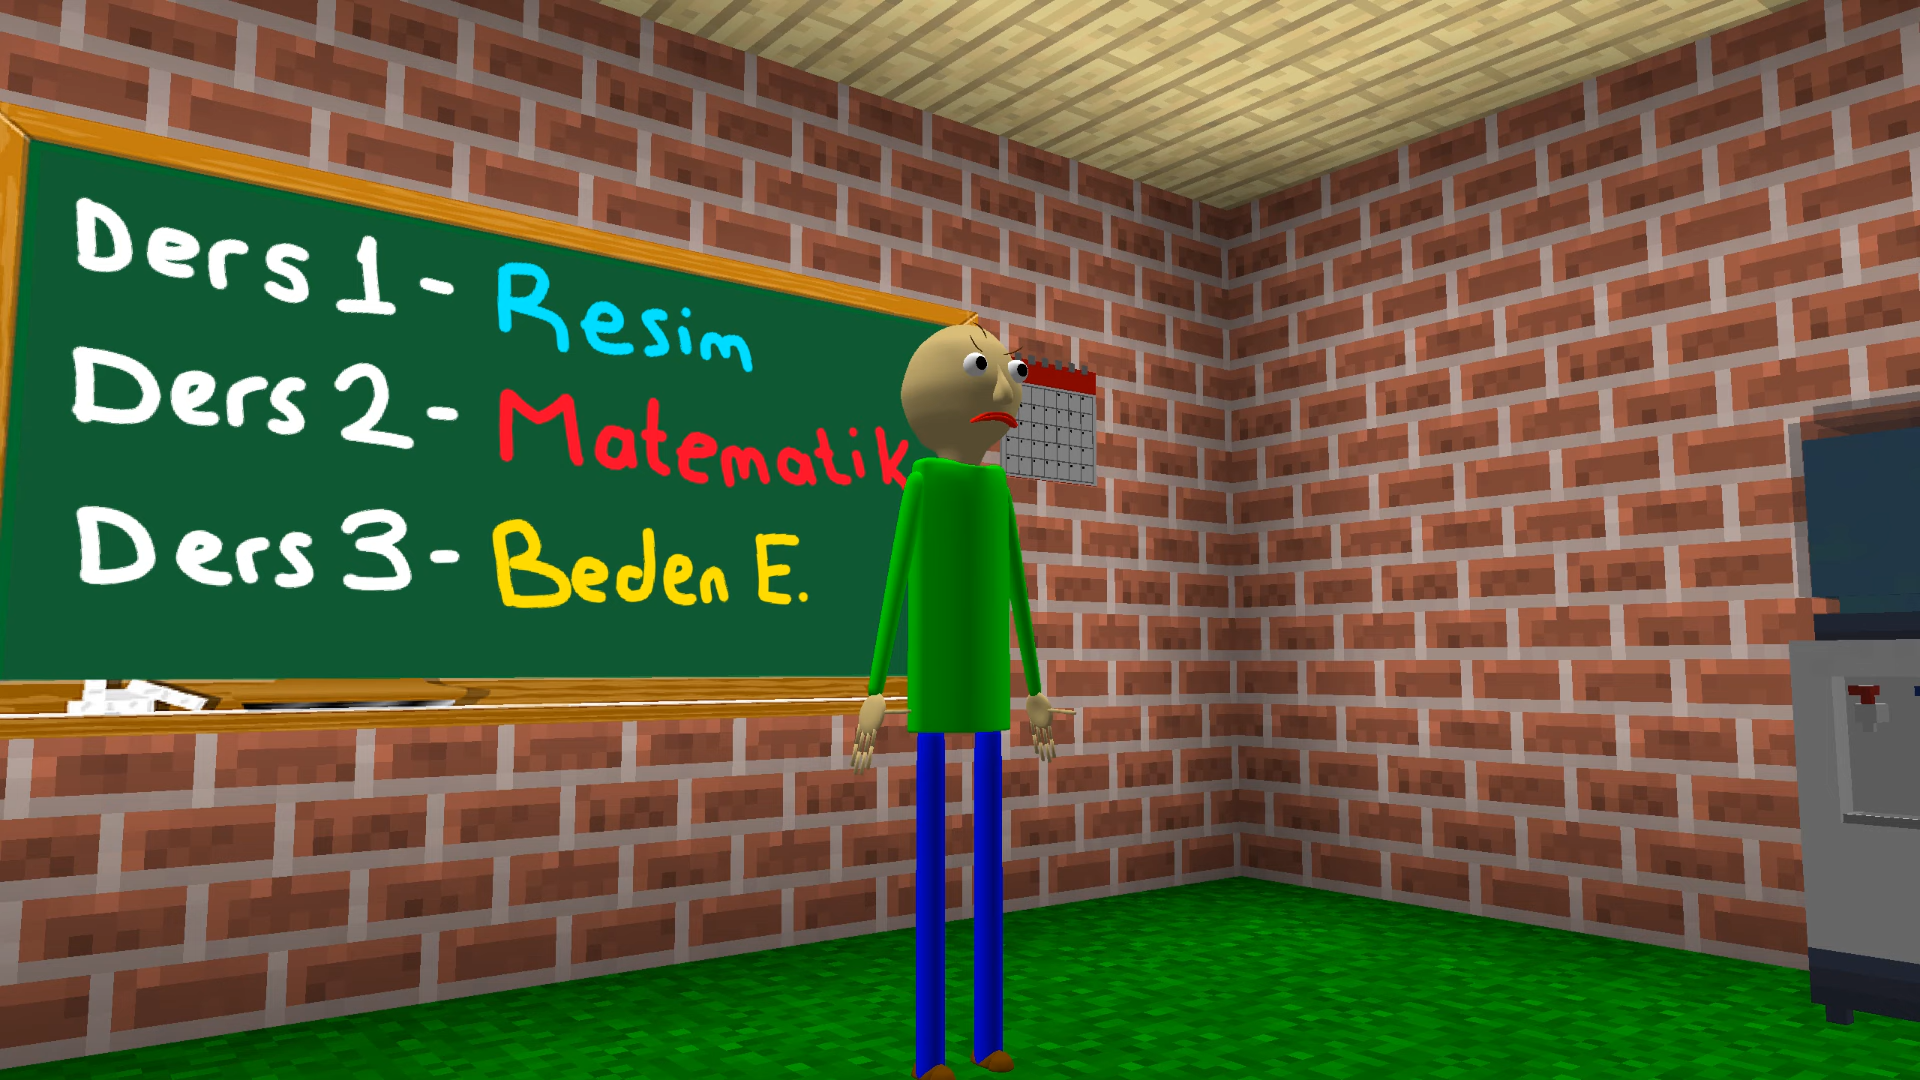 Ders 1 - Resim
Ders 2 - Matematik
Ders 3 - Beden E.